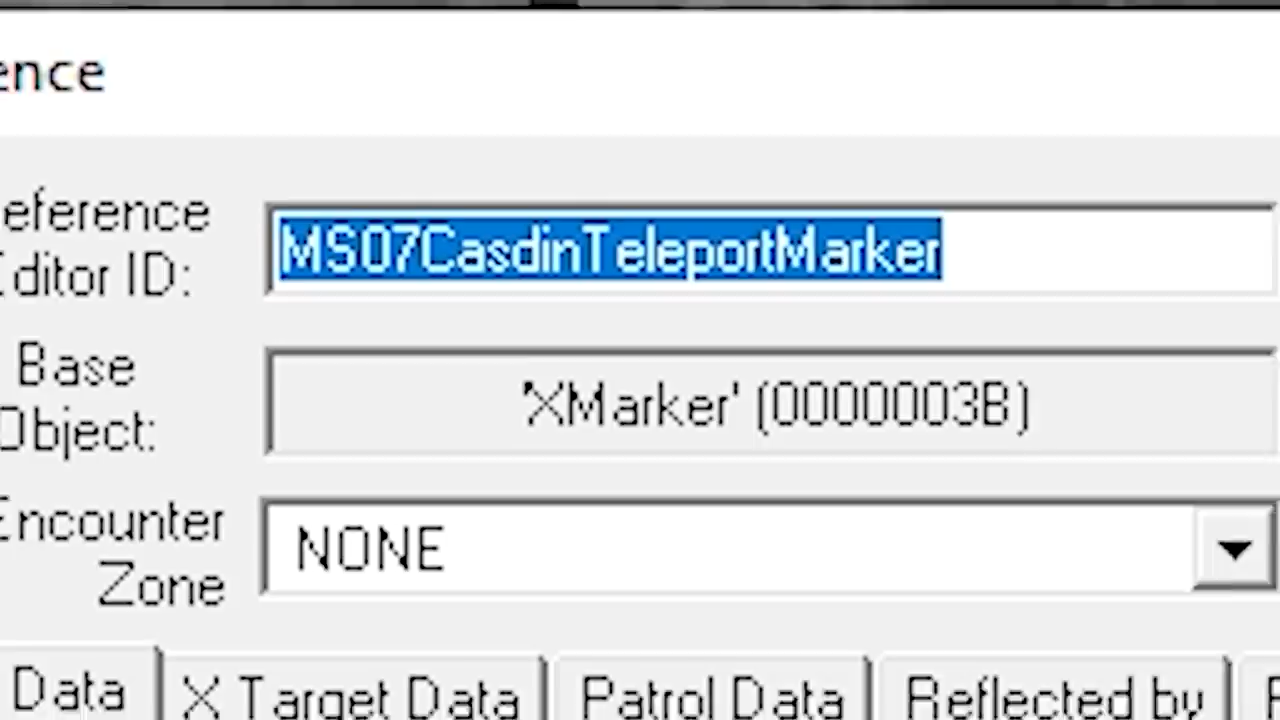 ence
eference
Editor ID:
MS07CasdinTeleportMarker
Base
Object:
'XMarker' (0000003B)
Encounter
Zone
NONE
Data
X Target Data
Patrol Data
Reflected by